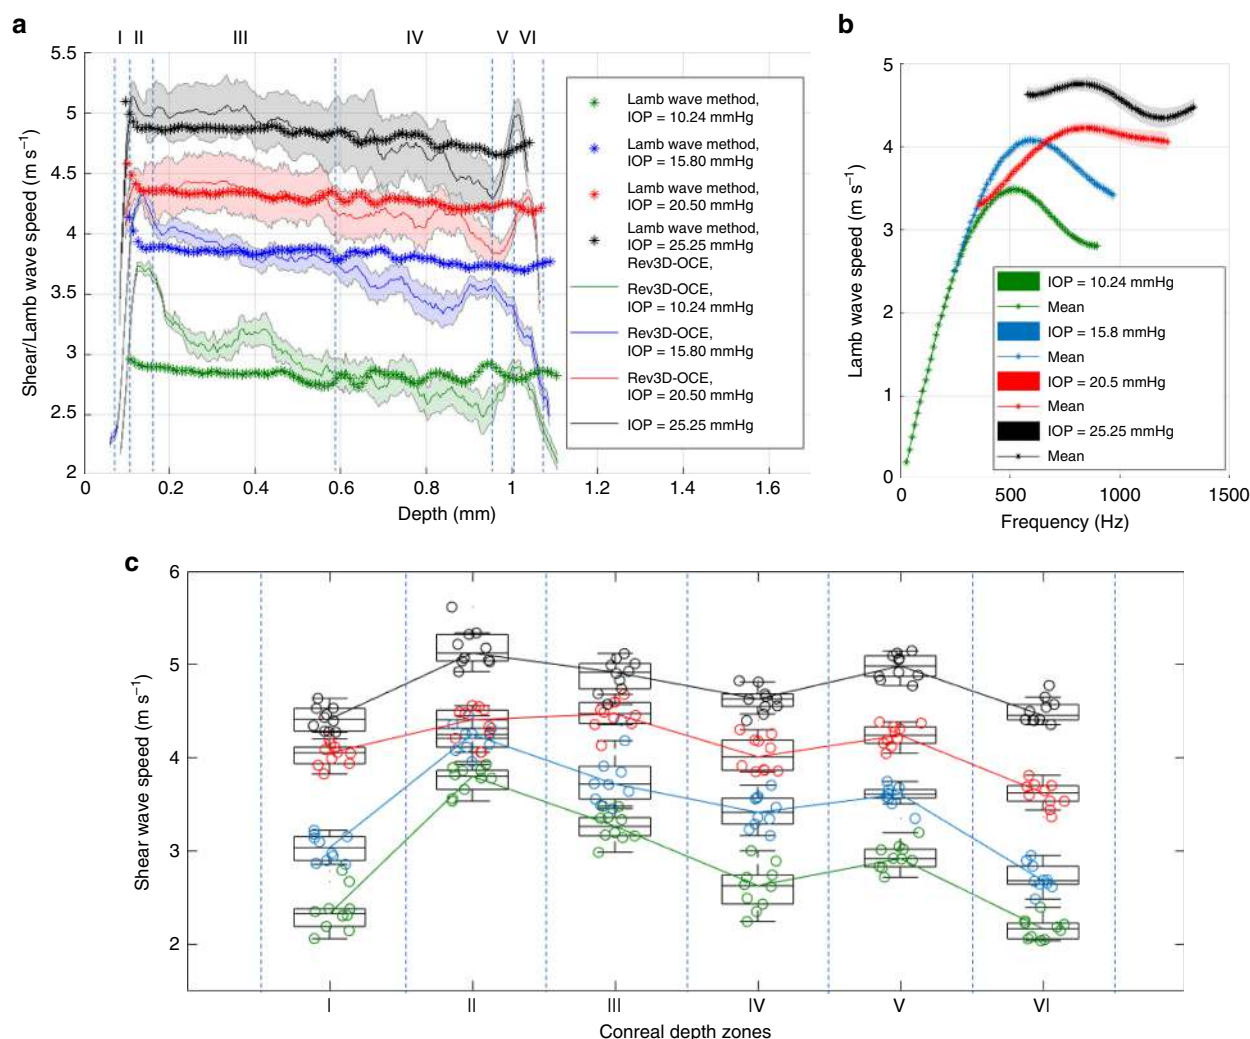 a
I II III IV V VI
5.5
5
4.5
4
3.5
3
2.5
2
0 0.2 0.4 0.6 0.8 1 1.2 1.4 1.6
Shear/Lamb wave speed (m s⁻¹)
Depth (mm)
Lamb wave method,
IOP = 10.24 mmHg
Lamb wave method,
IOP = 15.80 mmHg
Lamb wave method,
IOP = 20.50 mmHg
Lamb wave method,
IOP = 25.25 mmHg
Rev3D-OCE,
Rev3D-OCE,
IOP = 10.24 mmHg
Rev3D-OCE,
IOP = 15.80 mmHg
Rev3D-OCE,
IOP = 20.50 mmHg
IOP = 25.25 mmHg
b
5
4
3
2
1
0
0 500 1000 1500
Lamb wave speed (m s⁻¹)
Frequency (Hz)
IOP = 10.24 mmHg
Mean
IOP = 15.8 mmHg
Mean
IOP = 20.5 mmHg
Mean
IOP = 25.25 mmHg
Mean
c
6
5
4
3
2
Shear wave speed (m s⁻¹)
I II III IV V VI
Conreal depth zones